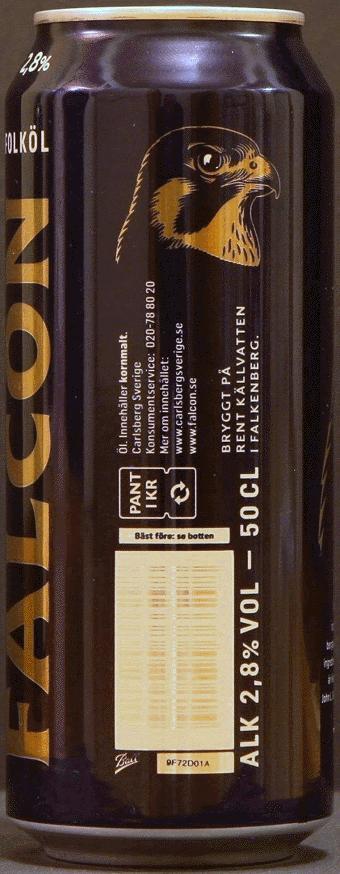 2,8%
FOLKÖL
FALCON
Öl. Innehåller kornmalt.
Carlsberg Sverige
Konsumentservice: 020-78 80 20
Mer om innehållet:
www.carlsbergsverige.se
www.falcon.se
BRYGGT PÅ
RENT KÄLLVATTEN
I FALKENBERG.
PANT
1 KR
Bäst före: se botten
ALK 2,8% VOL – 50 CL
Ball
9F72D01A